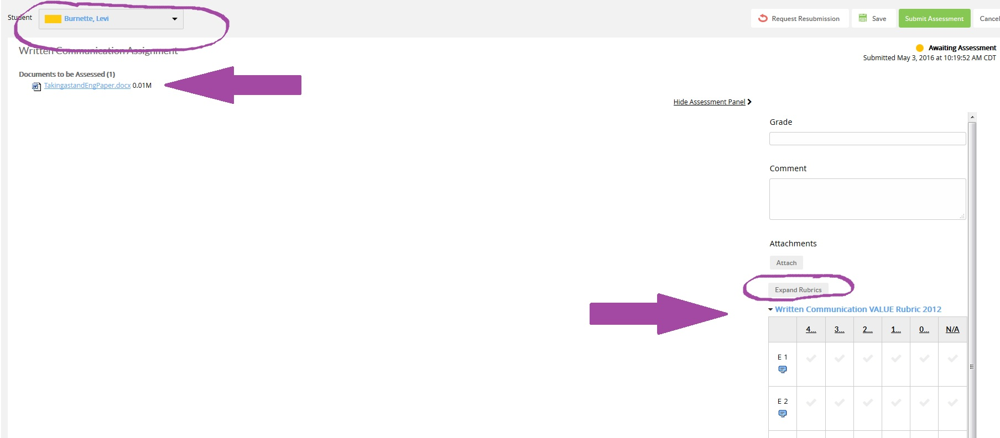 Student Burnette, Levi Request Resubmission Save Submit Assessment Cancel
Written Communication Assignment
Awaiting Assessment
Submitted May 3, 2016 at 10:19:52 AM CDT
Documents to be Assessed (1)
TakingastandEngPaper.docx 0.01M
Hide Assessment Panel
Grade
Comment
Attachments
Attach
Expand Rubrics
Written Communication VALUE Rubric 2012
4... 3... 2... 1... 0... N/A
E 1
E 2